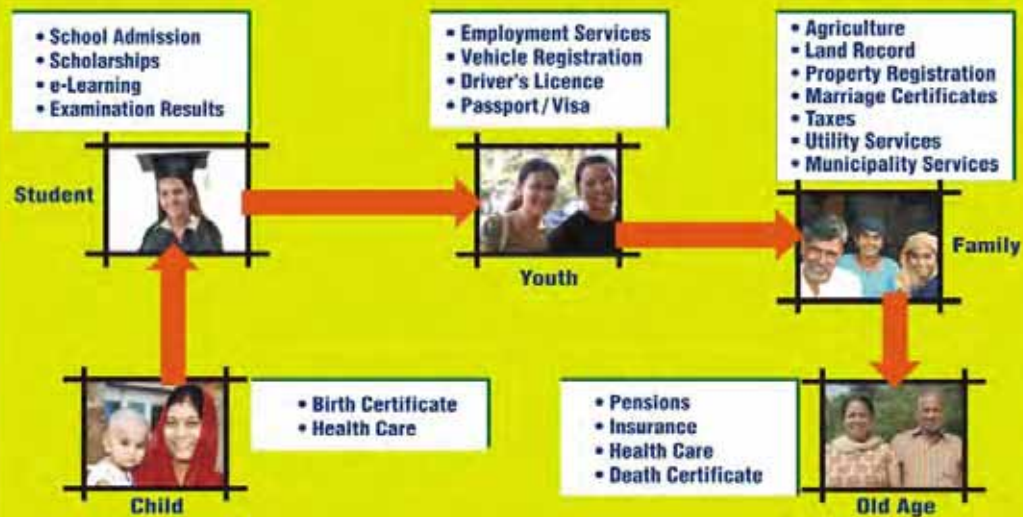 • School Admission
• Scholarships
• e-Learning
• Examination Results
Student
• Employment Services
• Vehicle Registration
• Driver's Licence
• Passport/Visa
Youth
• Agriculture
• Land Record
• Property Registration
• Marriage Certificates
• Taxes
• Utility Services
• Municipality Services
Family
• Birth Certificate
• Health Care
Child
• Pensions
• Insurance
• Health Care
• Death Certificate
Old Age